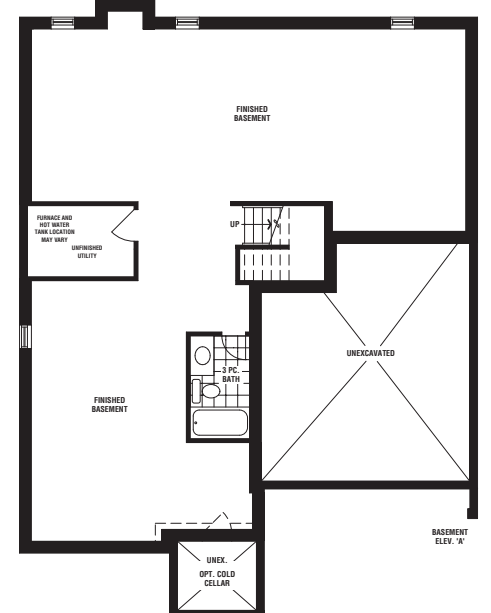 FINISHED
BASEMENT
FURNACE AND
HOT WATER
TANK LOCATION
MAY VARY
UNFINISHED
UTILITY
UP
UNEXCAVATED
3 PC.
BATH
FINISHED
BASEMENT
BASEMENT
ELEV. 'A'
UNEX.
OPT. COLD
CELLAR